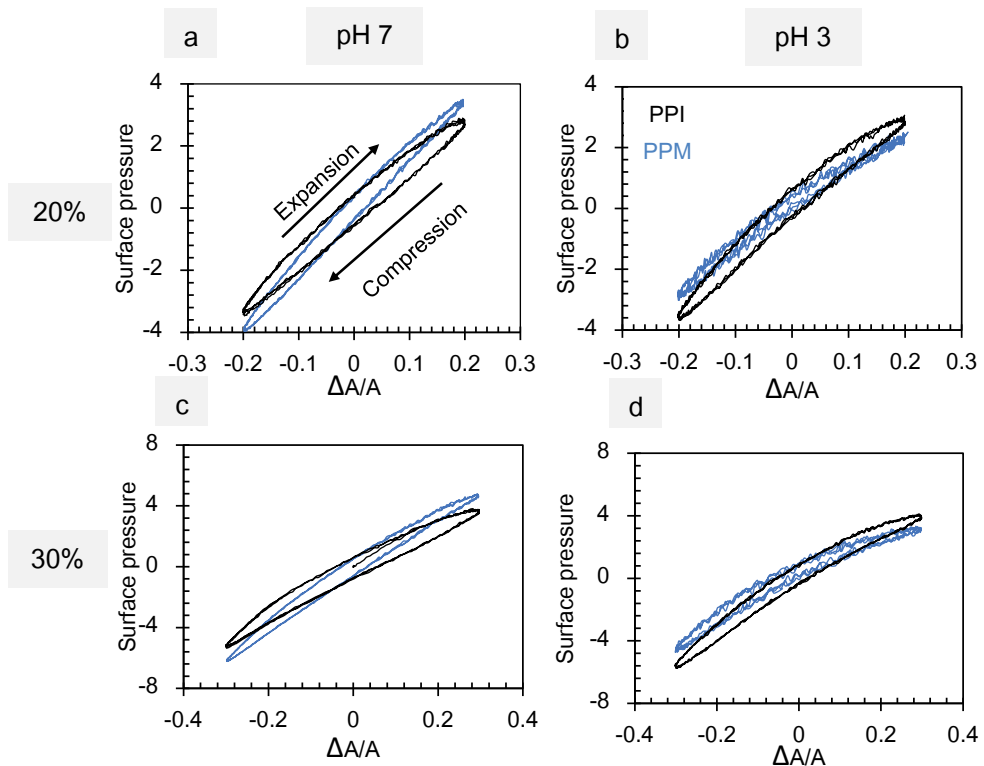 a
pH 7
b
pH 3
20%
Surface pressure
4
2
0
-2
-4
Expansion
Compression
-0.3
-0.2
-0.1
0
0.1
0.2
0.3
ΔA/A
Surface pressure
4
2
0
-2
-4
PPI
PPM
-0.3
-0.2
-0.1
0
0.1
0.2
0.3
ΔA/A
c
d
30%
Surface pressure
8
4
0
-4
-8
-0.4
-0.2
0
0.2
0.4
ΔA/A
Surface pressure
8
4
0
-4
-8
-0.4
-0.2
0
0.2
0.4
ΔA/A